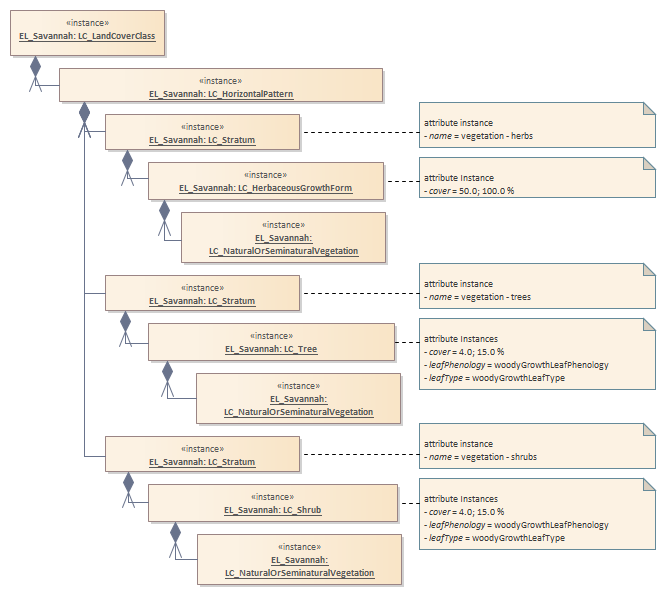 «instance»
EL_Savannah: LC_LandCoverClass
«instance»
EL_Savannah: LC_HorizontalPattern
«instance»
EL_Savannah: LC_Stratum
attribute instance
- name = vegetation - herbs
«instance»
EL_Savannah: LC_HerbaceousGrowthForm
attribute Instance
- cover = 50.0; 100.0 %
«instance»
EL_Savannah:
LC_NaturalOrSeminaturalVegetation
«instance»
EL_Savannah: LC_Stratum
attribute instance
- name = vegetation - trees
«instance»
EL_Savannah: LC_Tree
attribute Instances
- cover = 4.0; 15.0 %
- leafPhenology = woodyGrowthLeafPhenology
- leafType = woodyGrowthLeafType
«instance»
EL_Savannah:
LC_NaturalOrSeminaturalVegetation
«instance»
EL_Savannah: LC_Stratum
attribute instance
- name = vegetation - shrubs
«instance»
EL_Savannah: LC_Shrub
attribute Instances
- cover = 4.0; 15.0 %
- leafPhenology = woodyGrowthLeafPhenology
- leafType = woodyGrowthLeafType
«instance»
EL_Savannah:
LC_NaturalOrSeminaturalVegetation